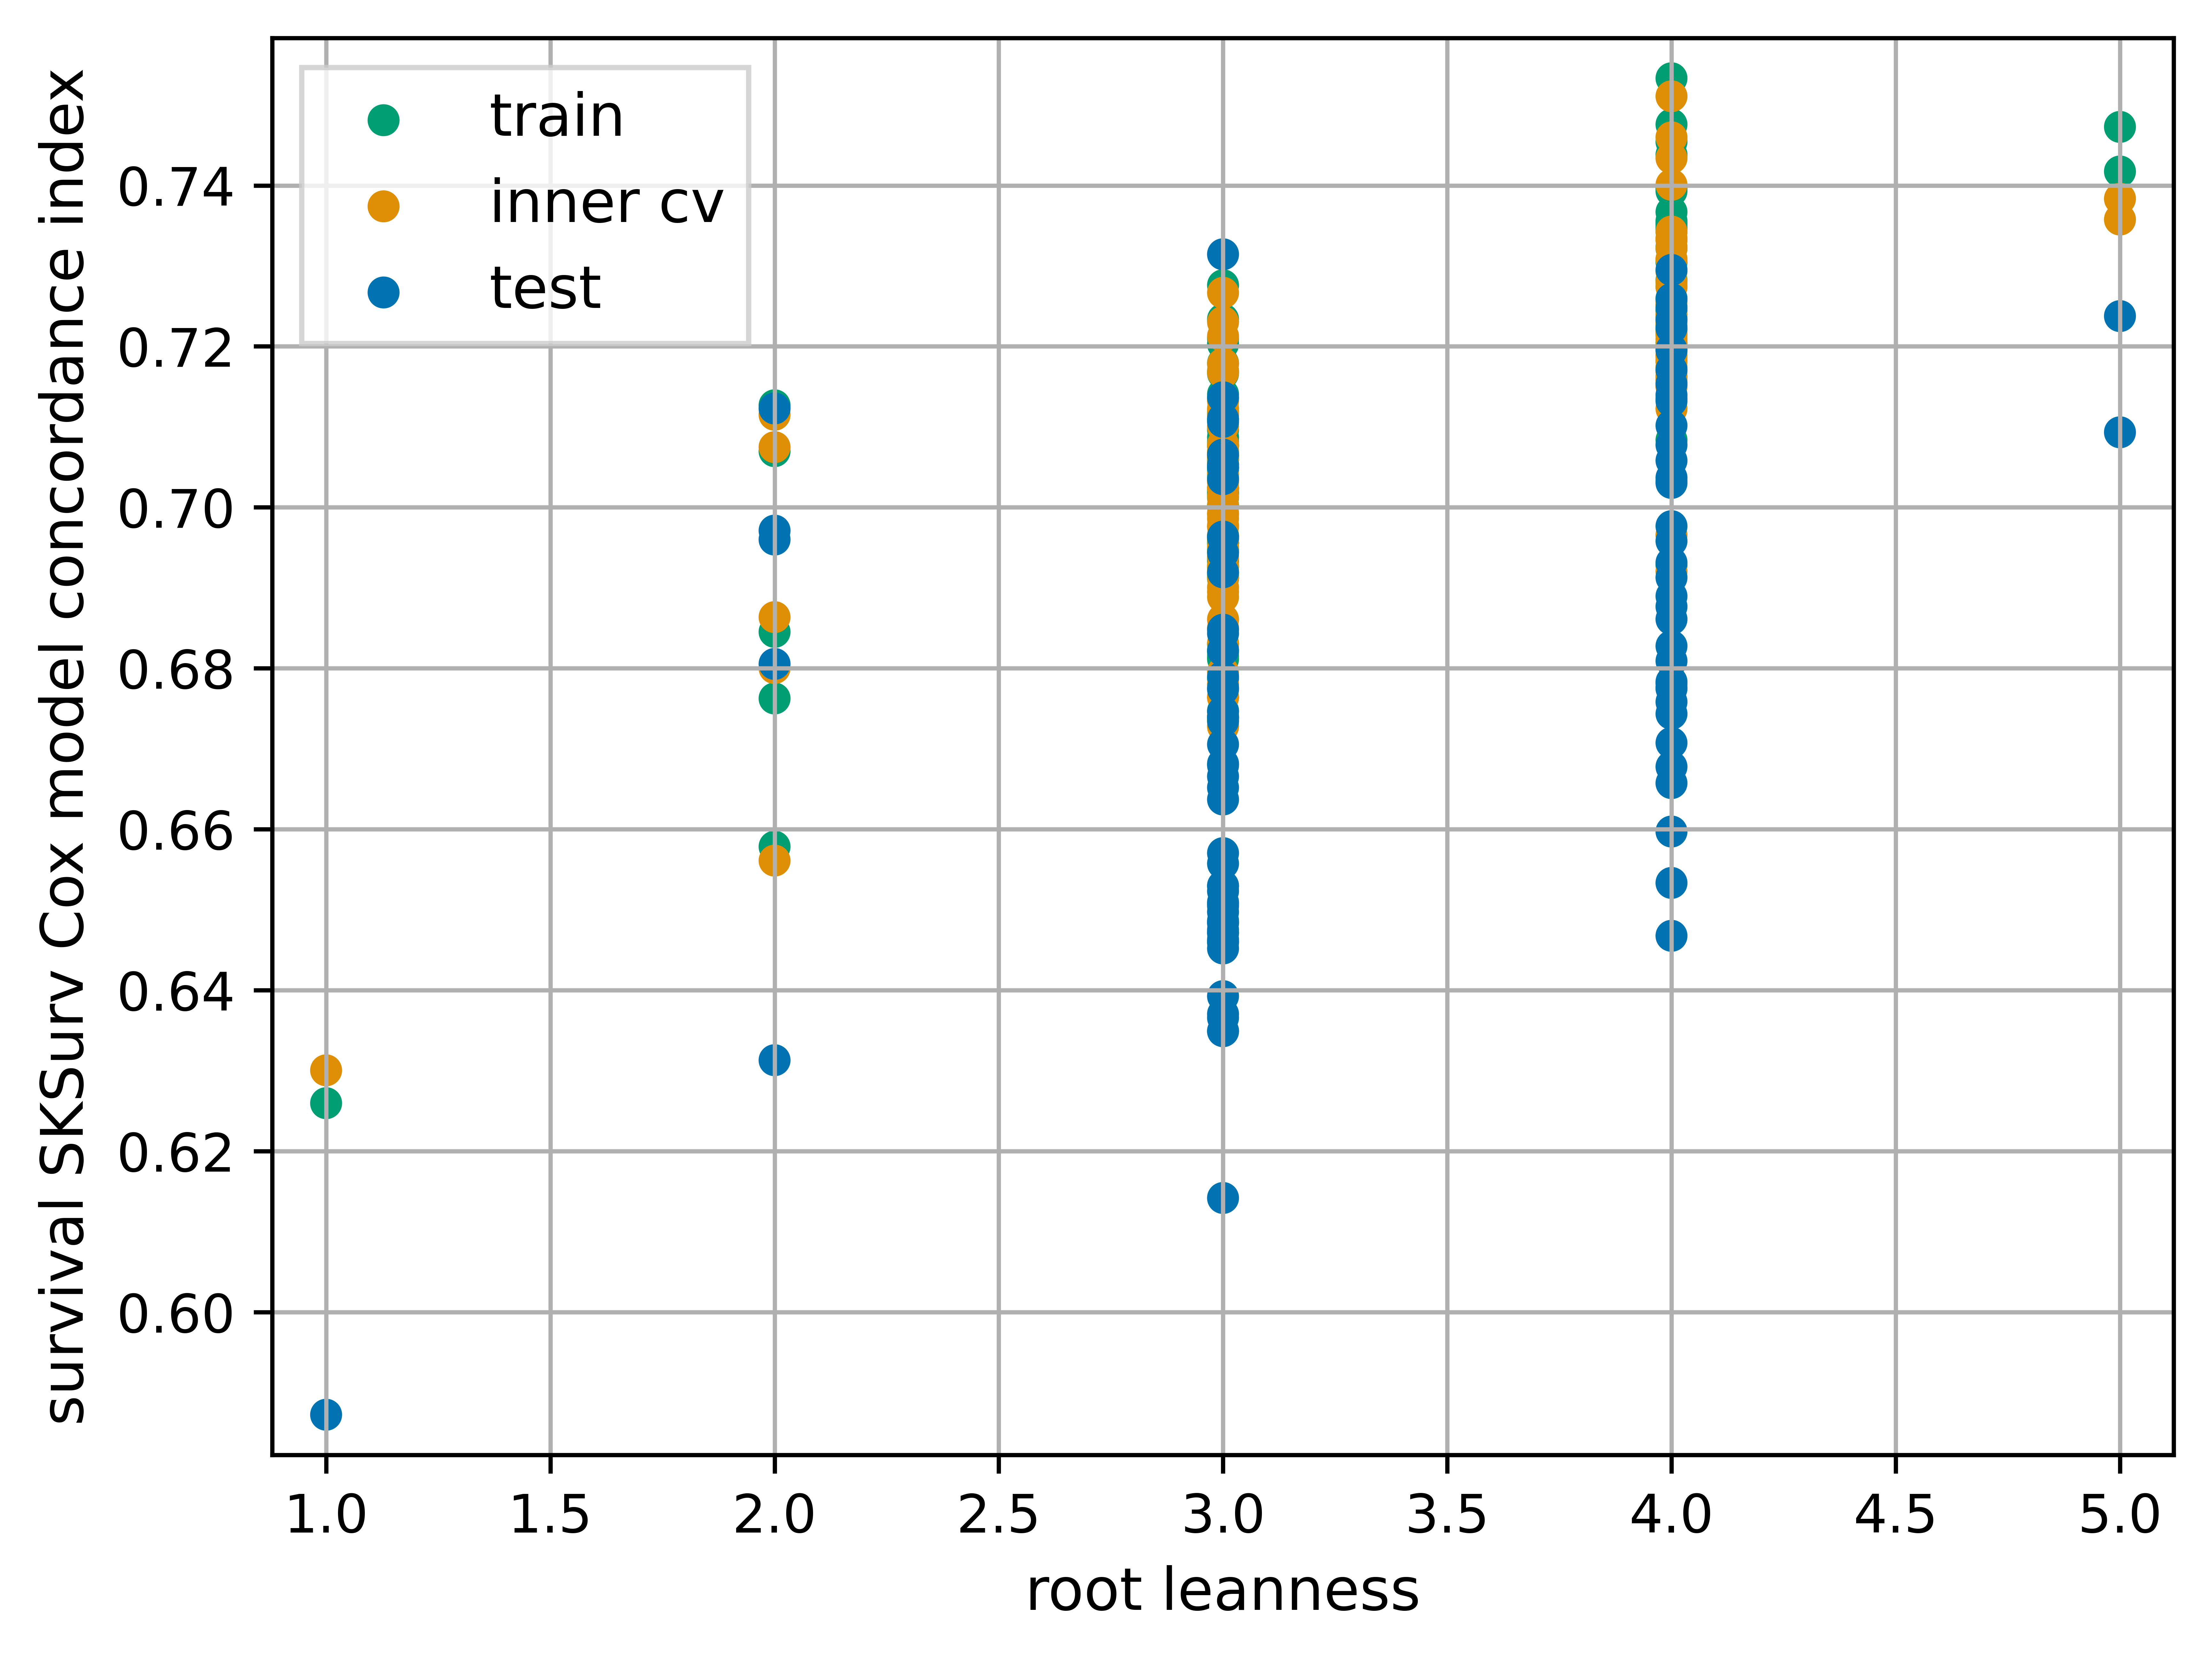 survival SKSurv Cox model concordance index
train
inner cv
test
0.74
0.72
0.70
0.68
0.66
0.64
0.62
0.60
1.0 1.5 2.0 2.5 3.0 3.5 4.0 4.5 5.0
root leanness